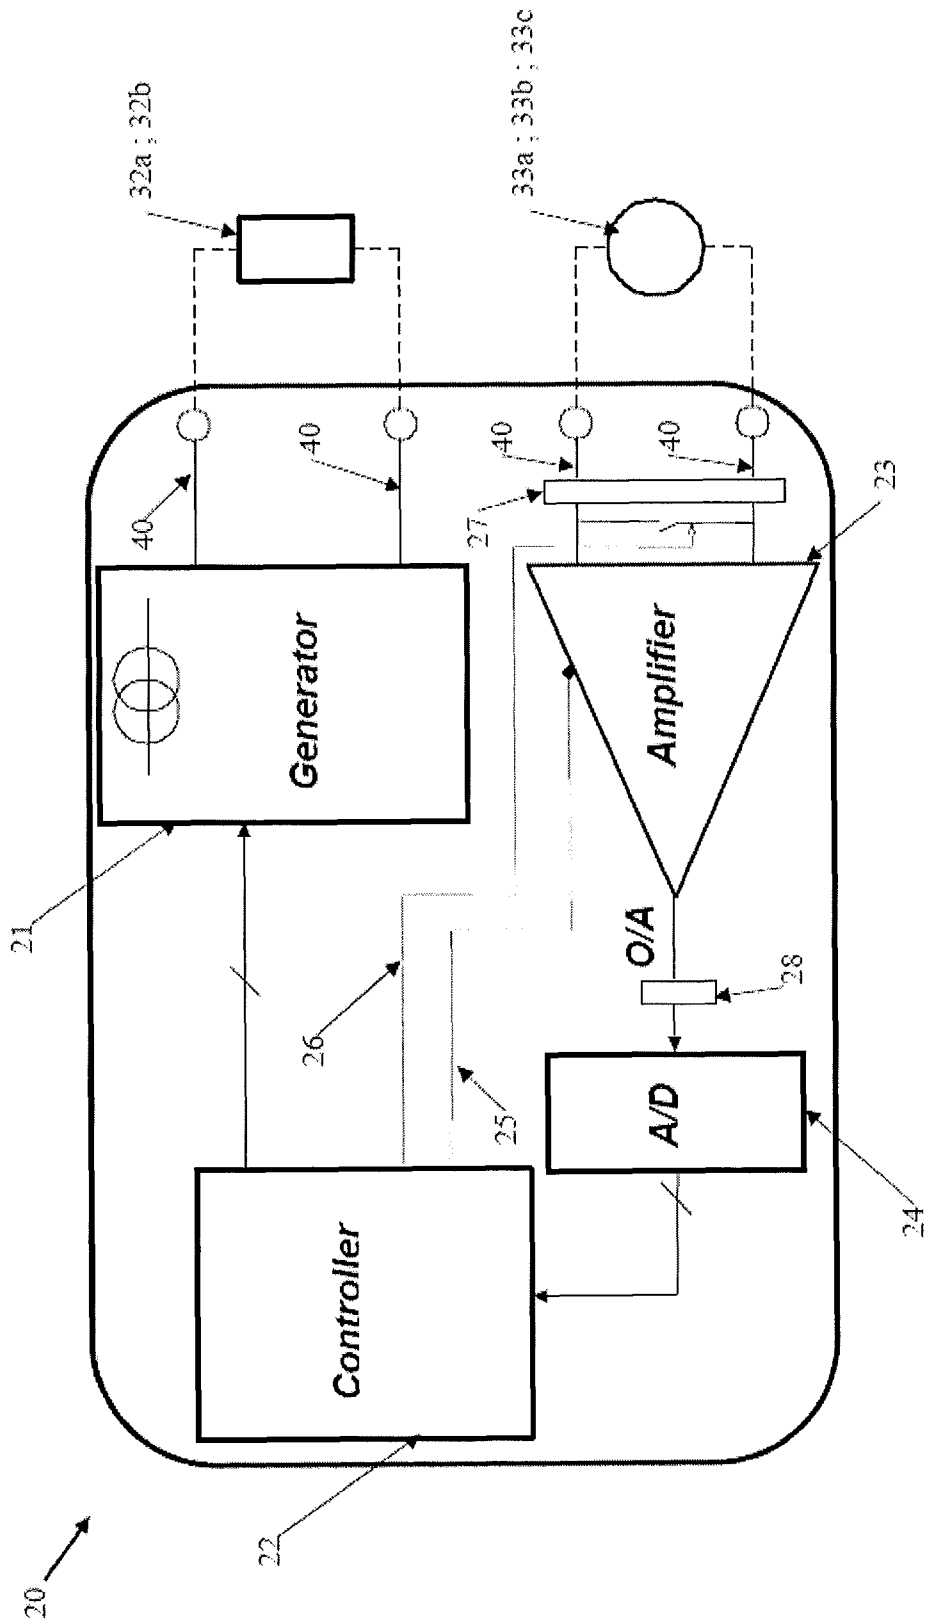 20
22
Controller
25
26
24
A/D
28
O/A
21
Generator
Amplifier
23
27
40
40
40
40
32a ; 32b
33a ; 33b ; 33c